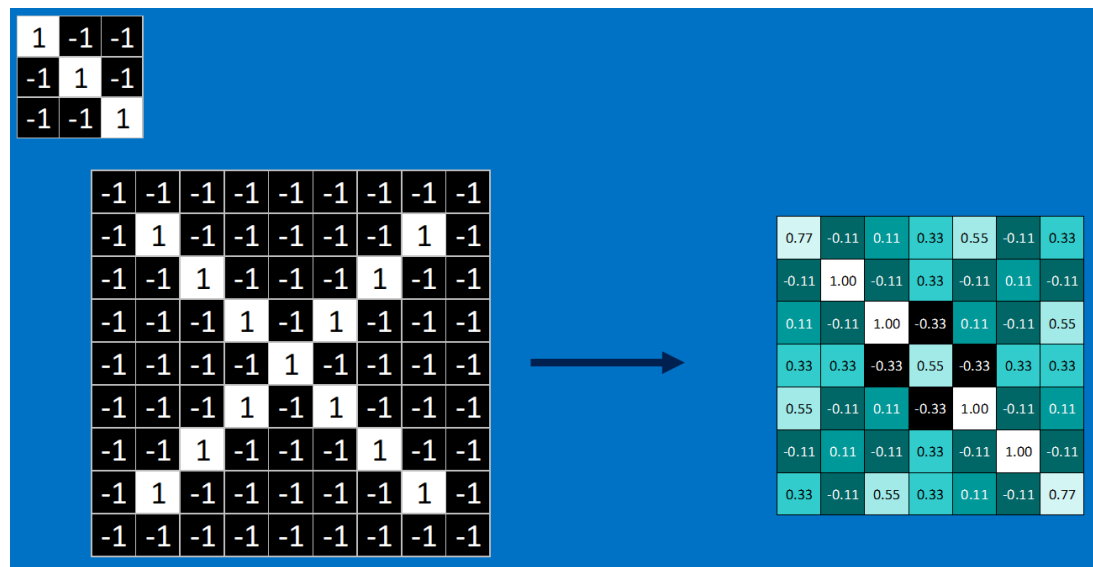 1 -1 -1
-1 1 -1
-1 -1 1
-1 -1 -1 -1 -1 -1 -1 -1 -1
-1 1 -1 -1 -1 -1 -1 1 -1
-1 -1 1 -1 -1 -1 1 -1 -1
-1 -1 -1 1 -1 1 -1 -1 -1
-1 -1 -1 -1 1 -1 -1 -1 -1
-1 -1 -1 1 -1 1 -1 -1 -1
-1 -1 1 -1 -1 -1 1 -1 -1
-1 1 -1 -1 -1 -1 -1 1 -1
-1 -1 -1 -1 -1 -1 -1 -1 -1
0.77 -0.11 0.11 0.33 0.55 -0.11 0.33
-0.11 1.00 -0.11 0.33 -0.11 0.11 -0.11
0.11 -0.11 1.00 -0.33 0.11 -0.11 0.55
0.33 0.33 -0.33 0.55 -0.33 0.33 0.33
0.55 -0.11 0.11 -0.33 1.00 -0.11 0.11
-0.11 0.11 -0.11 0.33 -0.11 1.00 -0.11
0.33 -0.11 0.55 0.33 0.11 -0.11 0.77